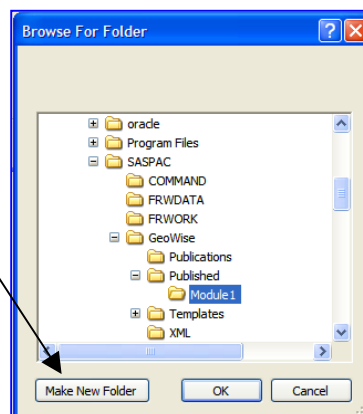 Browse For Folder
oracle
Program Files
SASPAC
COMMAND
FRWDATA
FRWORK
GeoWise
Publications
Published
Module1
Templates
XML
Make New Folder OK Cancel